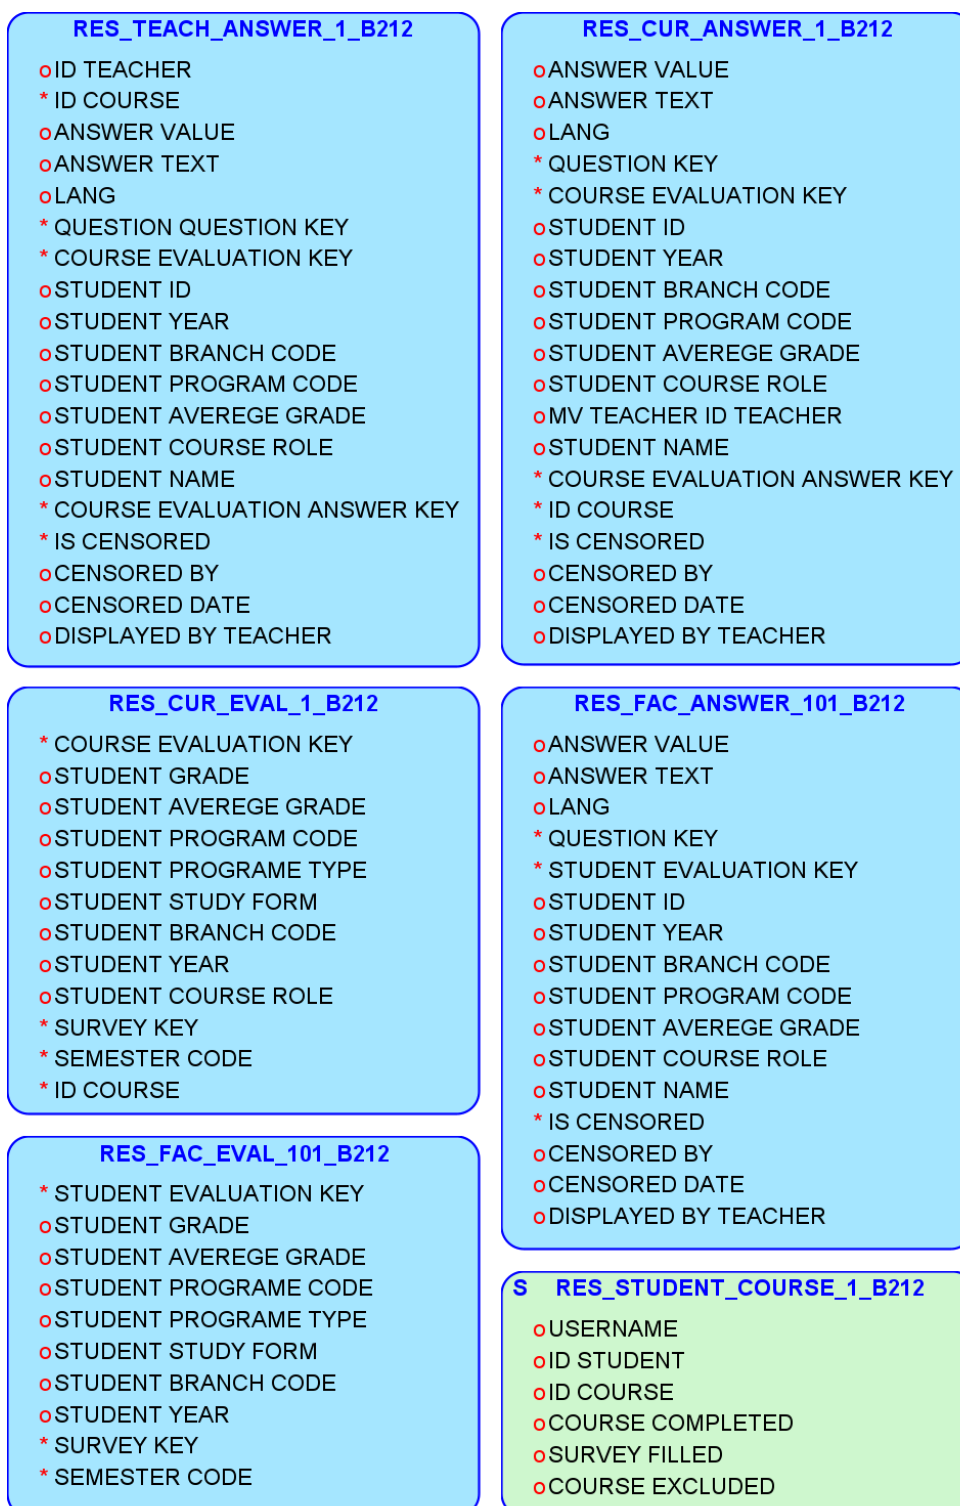 RES_TEACH_ANSWER_1_B212
o ID TEACHER
* ID COURSE
o ANSWER VALUE
o ANSWER TEXT
o LANG
* QUESTION QUESTION KEY
* COURSE EVALUATION KEY
o STUDENT ID
o STUDENT YEAR
o STUDENT BRANCH CODE
o STUDENT PROGRAM CODE
o STUDENT AVEREGE GRADE
o STUDENT COURSE ROLE
o STUDENT NAME
* COURSE EVALUATION ANSWER KEY
* IS CENSORED
o CENSORED BY
o CENSORED DATE
o DISPLAYED BY TEACHER
RES_CUR_ANSWER_1_B212
o ANSWER VALUE
o ANSWER TEXT
o LANG
* QUESTION KEY
* COURSE EVALUATION KEY
o STUDENT ID
o STUDENT YEAR
o STUDENT BRANCH CODE
o STUDENT PROGRAM CODE
o STUDENT AVEREGE GRADE
o STUDENT COURSE ROLE
o MV TEACHER ID TEACHER
o STUDENT NAME
* COURSE EVALUATION ANSWER KEY
* ID COURSE
* IS CENSORED
o CENSORED BY
o CENSORED DATE
o DISPLAYED BY TEACHER
RES_CUR_EVAL_1_B212
* COURSE EVALUATION KEY
o STUDENT GRADE
o STUDENT AVEREGE GRADE
o STUDENT PROGRAM CODE
o STUDENT PROGRAME TYPE
o STUDENT STUDY FORM
o STUDENT BRANCH CODE
o STUDENT YEAR
o STUDENT COURSE ROLE
* SURVEY KEY
* SEMESTER CODE
* ID COURSE
RES_FAC_ANSWER_101_B212
o ANSWER VALUE
o ANSWER TEXT
o LANG
* QUESTION KEY
* STUDENT EVALUATION KEY
o STUDENT ID
o STUDENT YEAR
o STUDENT BRANCH CODE
o STUDENT PROGRAM CODE
o STUDENT AVEREGE GRADE
o STUDENT COURSE ROLE
o STUDENT NAME
* IS CENSORED
o CENSORED BY
o CENSORED DATE
o DISPLAYED BY TEACHER
RES_FAC_EVAL_101_B212
* STUDENT EVALUATION KEY
o STUDENT GRADE
o STUDENT AVEREGE GRADE
o STUDENT PROGRAME CODE
o STUDENT PROGRAME TYPE
o STUDENT STUDY FORM
o STUDENT BRANCH CODE
o STUDENT YEAR
* SURVEY KEY
* SEMESTER CODE
S RES_STUDENT_COURSE_1_B212
o USERNAME
o ID STUDENT
o ID COURSE
o COURSE COMPLETED
o SURVEY FILLED
o COURSE EXCLUDED